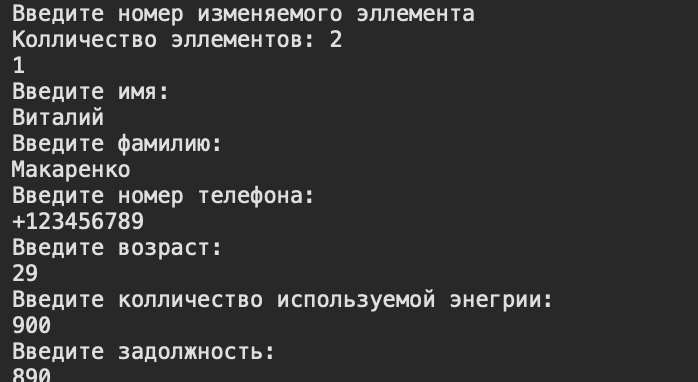 Введите номер изменяемого эллемента
Колличество эллементов: 2
1
Введите имя:
Виталий
Введите фамилию:
Макаренко
Введите номер телефона:
+123456789
Введите возраст:
29
Введите колличество используемой энегрии:
900
Введите задолжность:
890